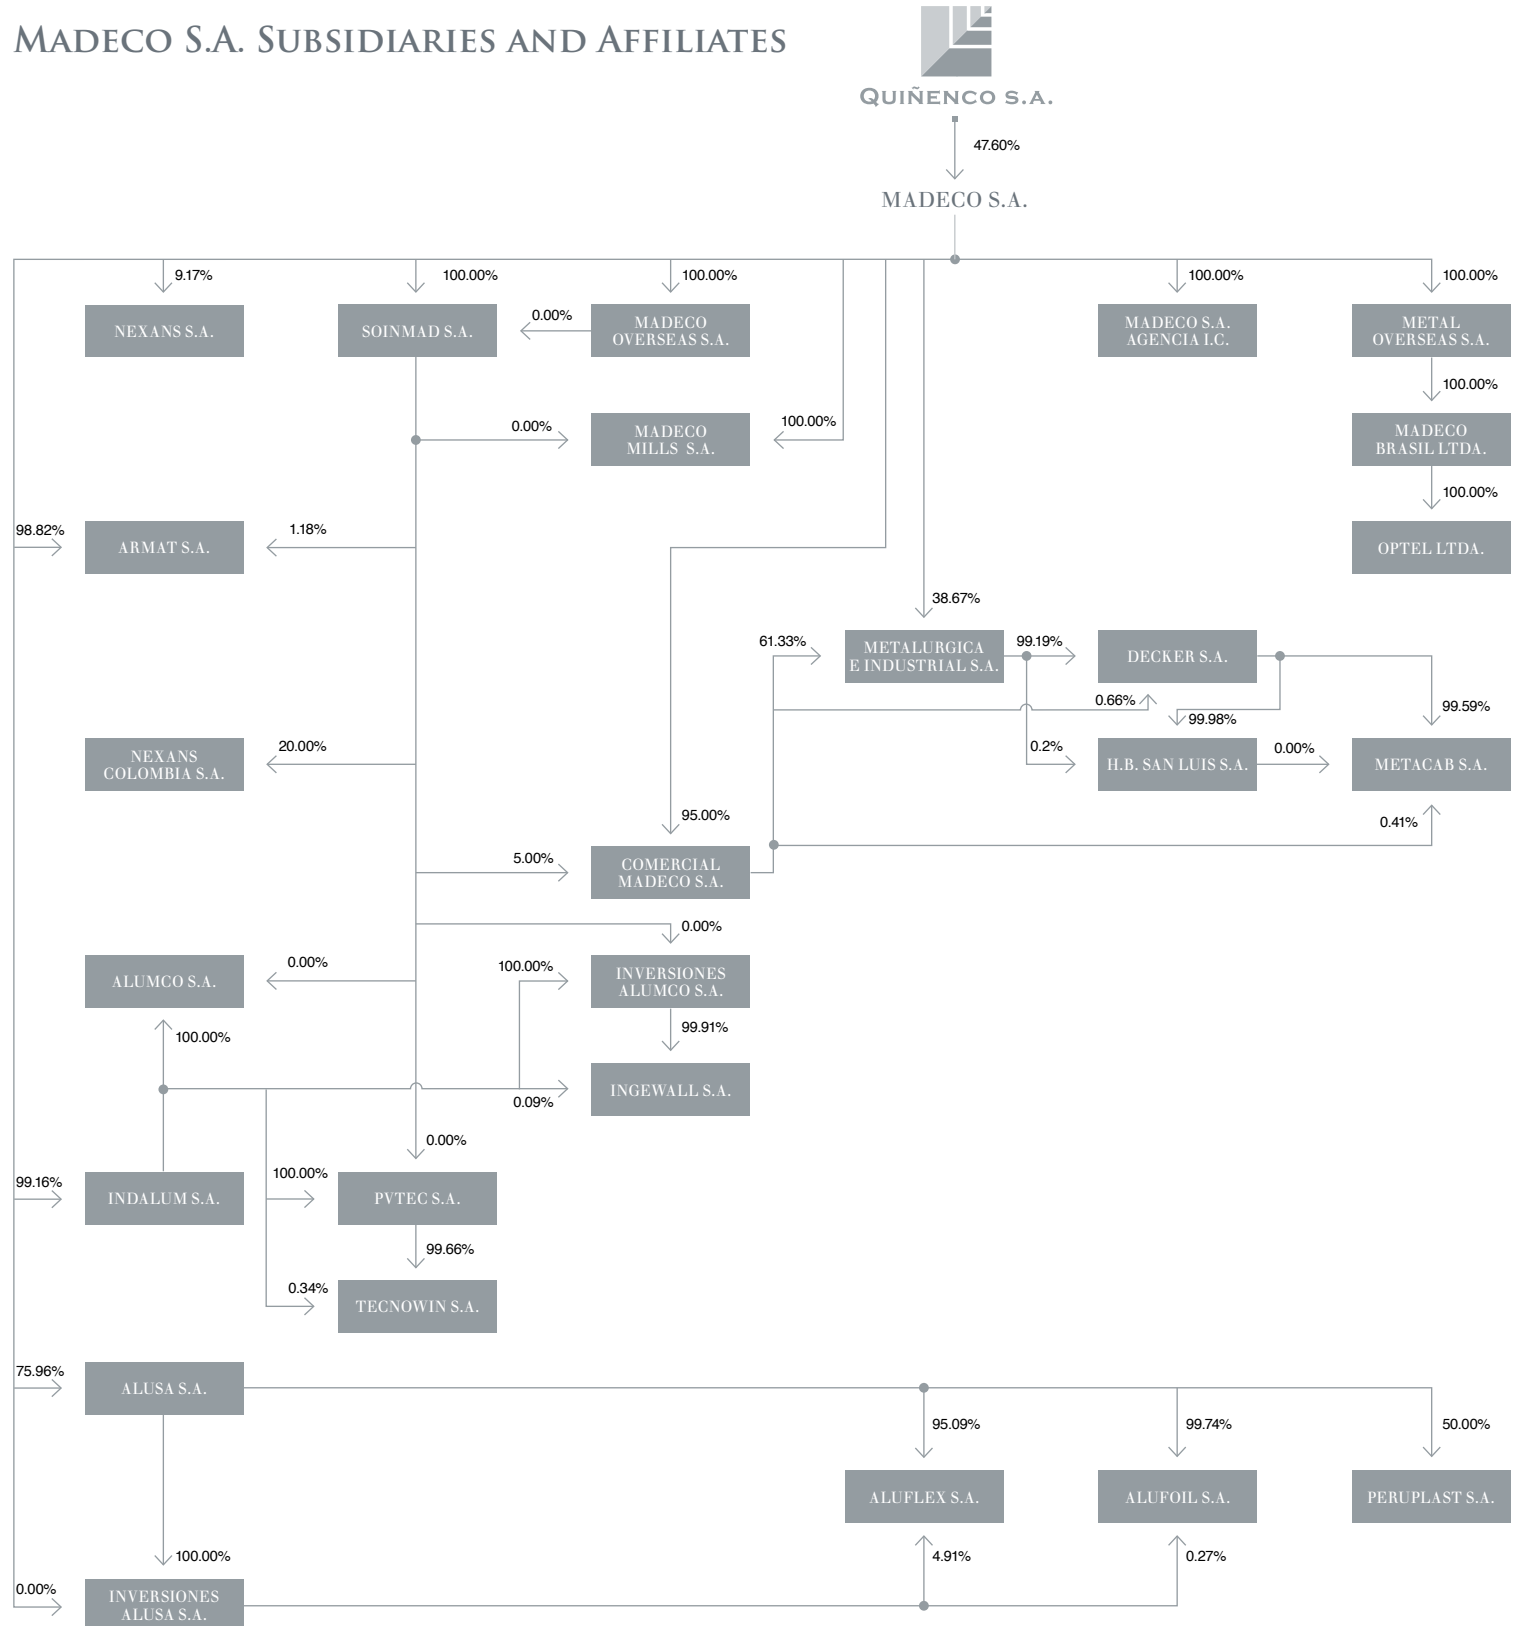 MADECO S.A. SUBSIDIARIES AND AFFILIATES
QUIÑENCO S.A.
47.60%
MADECO S.A.
9.17%
100.00%
100.00%
100.00%
100.00%
NEXANS S.A.
SOINMAD S.A.
0.00%
MADECO
OVERSEAS S.A.
MADECO S.A.
AGENCIA I.C.
METAL
OVERSEAS S.A.
100.00%
0.00%
MADECO
MILLS S.A.
100.00%
MADECO
BRASIL LTDA.
100.00%
98.82%
ARMAT S.A.
1.18%
OPTEL LTDA.
38.67%
61.33%
METALURGICA
E INDUSTRIAL S.A.
99.19%
DECKER S.A.
0.66%
99.98%
99.59%
NEXANS
COLOMBIA S.A.
20.00%
0.2%
H.B. SAN LUIS S.A.
0.00%
METACAB S.A.
95.00%
0.41%
5.00%
COMERCIAL
MADECO S.A.
0.00%
ALUMCO S.A.
0.00%
100.00%
INVERSIONES
ALUMCO S.A.
100.00%
99.91%
0.09%
INGEWALL S.A.
0.00%
99.16%
INDALUM S.A.
100.00%
PVTEC S.A.
99.66%
0.34%
TECNOWIN S.A.
75.96%
ALUSA S.A.
95.09%
99.74%
50.00%
ALUFLEX S.A.
ALUFOIL S.A.
PERUPLAST S.A.
100.00%
4.91%
0.27%
0.00%
INVERSIONES
ALUSA S.A.